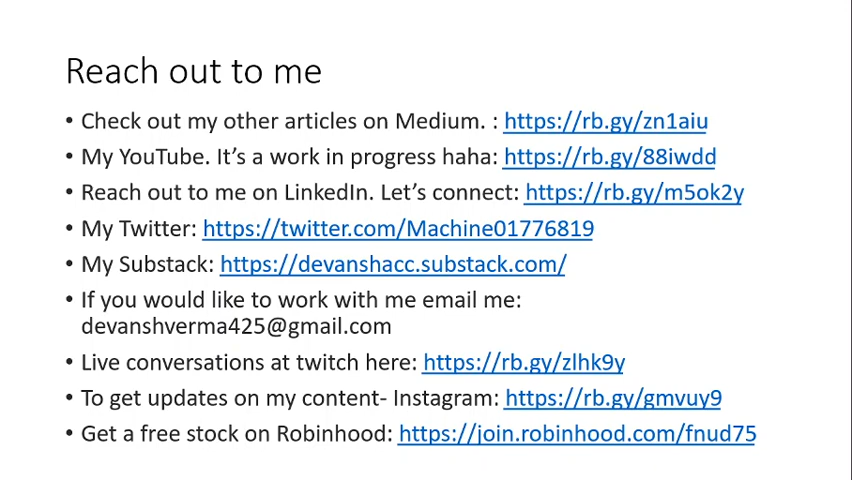 Reach out to me
• Check out my other articles on Medium. : https://rb.gy/zn1aiu
• My YouTube. It’s a work in progress haha: https://rb.gy/88iwdd
• Reach out to me on LinkedIn. Let’s connect: https://rb.gy/m5ok2y
• My Twitter: https://twitter.com/Machine01776819
• My Substack: https://devanshacc.substack.com/
• If you would like to work with me email me:
devanshverma425@gmail.com
• Live conversations at twitch here: https://rb.gy/zlhk9y
• To get updates on my content- Instagram: https://rb.gy/gmvuy9
• Get a free stock on Robinhood: https://join.robinhood.com/fnud75